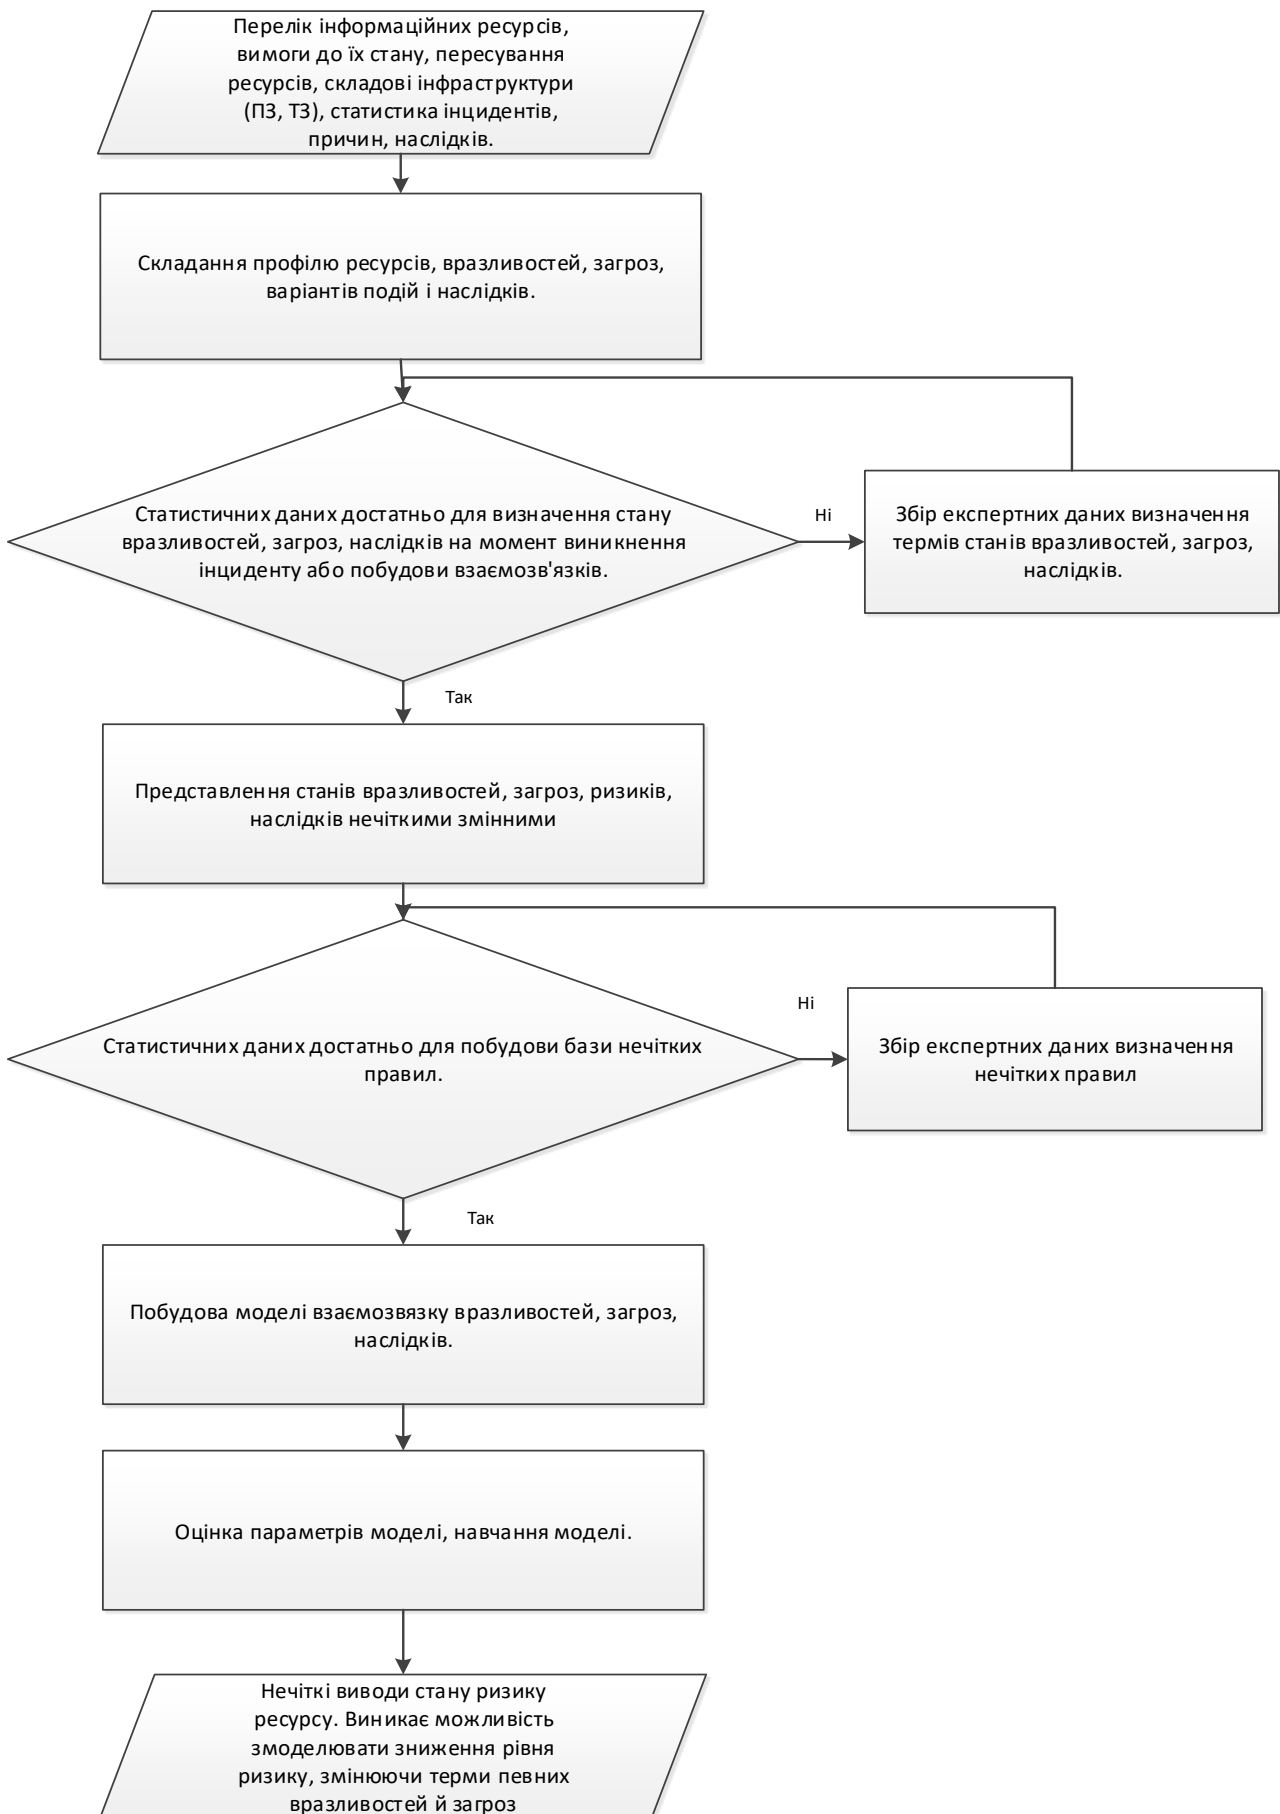 Перелік інформаційних ресурсів,
вимоги до їх стану, пересування
ресурсів, складові інфраструктури
(ПЗ, ТЗ), статистика інцидентів,
причин, наслідків.
Складання профілю ресурсів, вразливостей, загроз,
варіантів подій і наслідків.
Статистичних даних достатньо для визначення стану
вразливостей, загроз, наслідків на момент виникнення
інциденту або побудови взаємозв'язків.
Ні
Збір експертних даних визначення
термів станів вразливостей, загроз,
наслідків.
Так
Представлення станів вразливостей, загроз, ризиків,
наслідків нечіткими змінними
Статистичних даних достатньо для побудови бази нечітких
правил.
Ні
Збір експертних даних визначення
нечітких правил
Так
Побудова моделі взаємозвязку вразливостей, загроз,
наслідків.
Оцінка параметрів моделі, навчання моделі.
Нечіткі виводи стану ризику
ресурсу. Виникає можливість
змоделювати зниження рівня
ризику, змінюючи терми певних
вразливостей й загроз